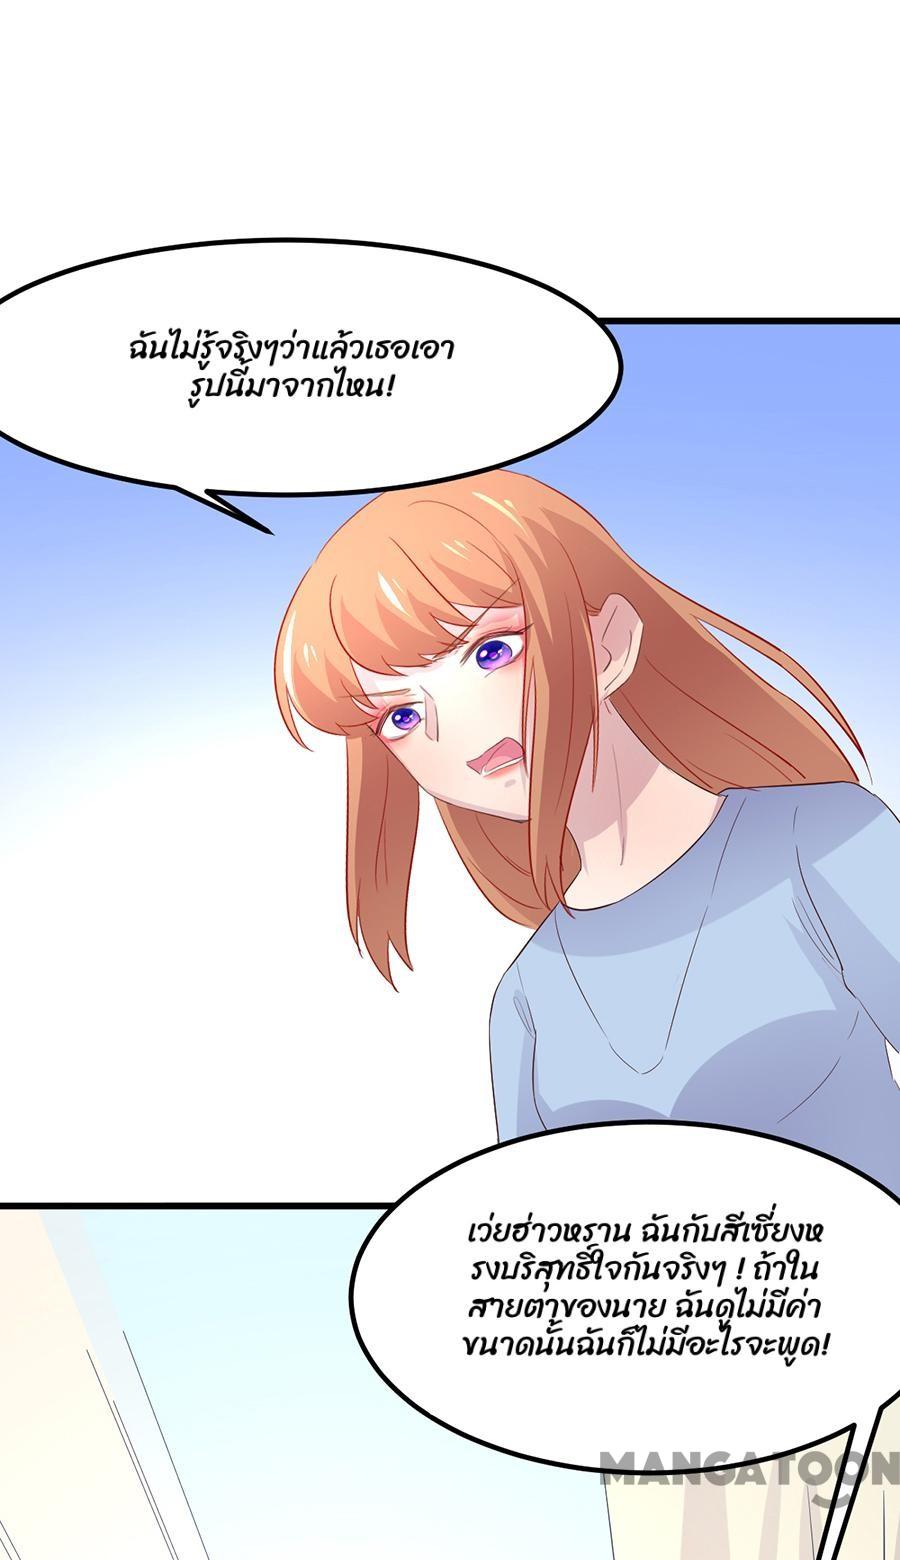 ฉันไม่รู้จริงๆว่าแล้วเธอเอา
รูปนี้มาจากไหน!
เว่ยฮ่าวหราน ฉันกับสีเซี่ยงห
รงบริสุทธิ์ใจกันจริงๆ ! ถ้าใน
สายตาของนาย ฉันดูไม่มีค่า
ขนาดนั้นฉันก็ไม่มีอะไรจะพูด!
MANGATOON